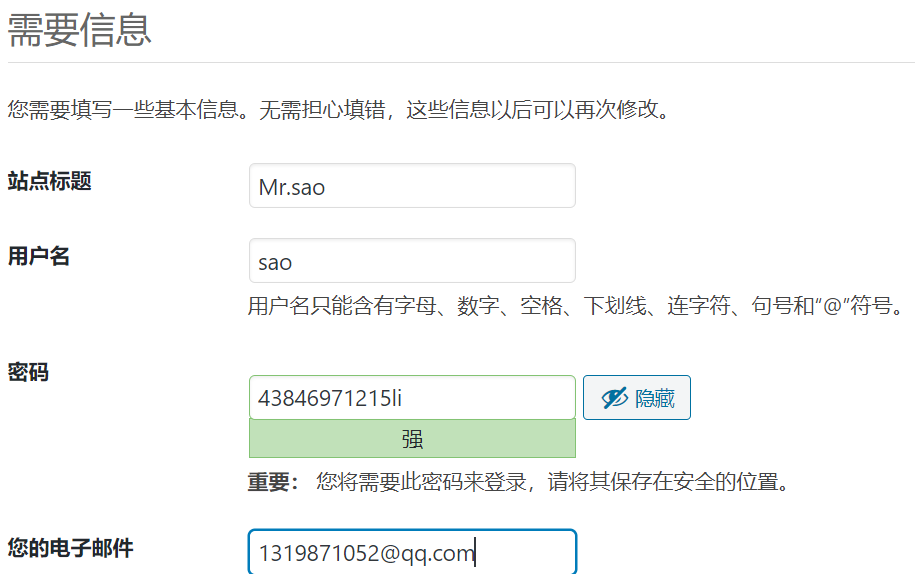 需要信息
您需要填写一些基本信息。无需担心填错，这些信息以后可以再次修改。
站点标题
Mr.sao
用户名
sao
用户名只能含有字母、数字、空格、下划线、连字符、句号和“@”符号。
密码
43846971215li
隐藏
强
重要： 您将需要此密码来登录，请将其保存在安全的位置。
您的电子邮件
1319871052@qq.com